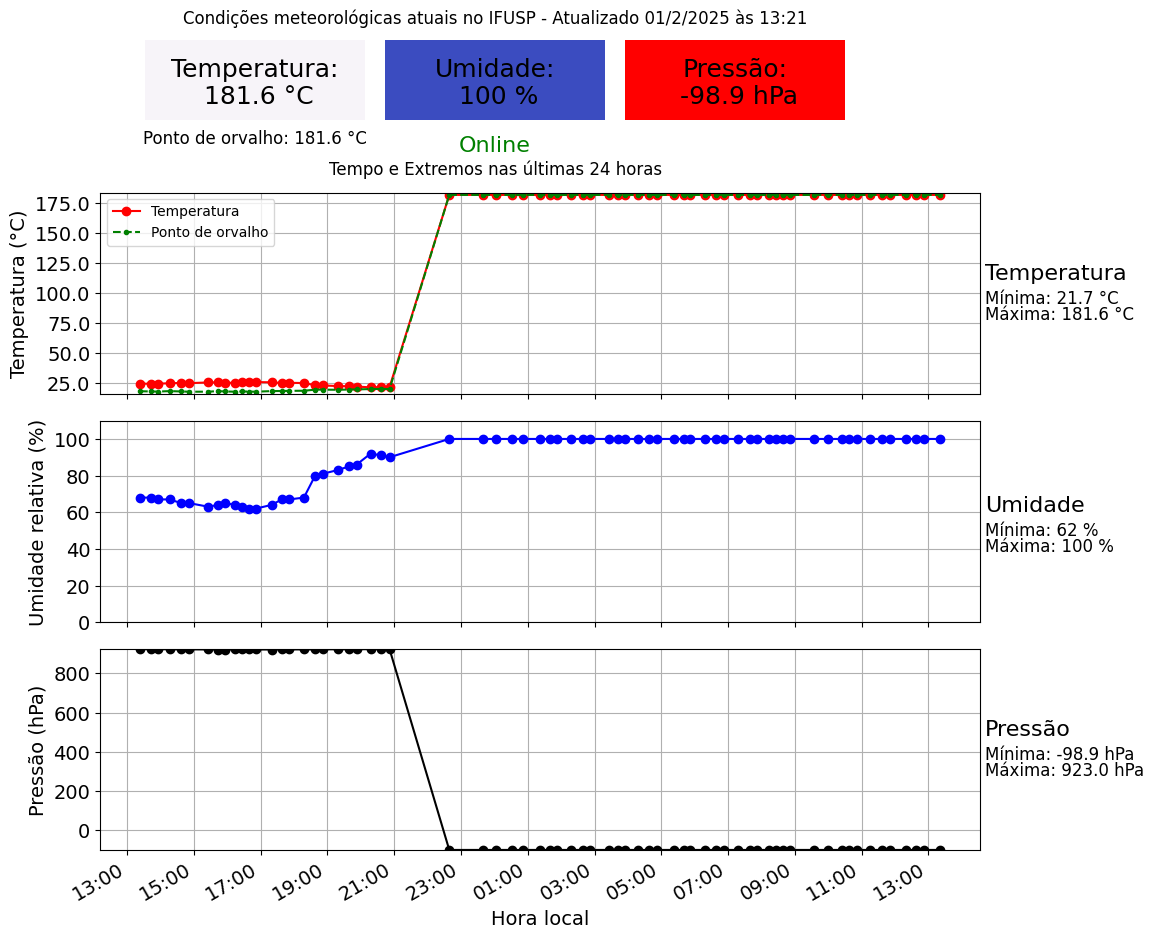 Condições meteorológicas atuais no IFUSP - Atualizado 01/2/2025 às 13:21
Temperatura:
181.6 °C
Umidade:
100 %
Pressão:
-98.9 hPa
Ponto de orvalho: 181.6 °C
Online
Tempo e Extremos nas últimas 24 horas
Temperatura (°C)
175.0
150.0
125.0
100.0
75.0
50.0
25.0
Temperatura
Ponto de orvalho
Temperatura
Mínima: 21.7 °C
Máxima: 181.6 °C
Umidade relativa (%)
100
80
60
40
20
0
Umidade
Mínima: 62 %
Máxima: 100 %
Pressão (hPa)
800
600
400
200
0
Pressão
Mínima: -98.9 hPa
Máxima: 923.0 hPa
13:00 15:00 17:00 19:00 21:00 23:00 01:00 03:00 05:00 07:00 09:00 11:00 13:00
Hora local